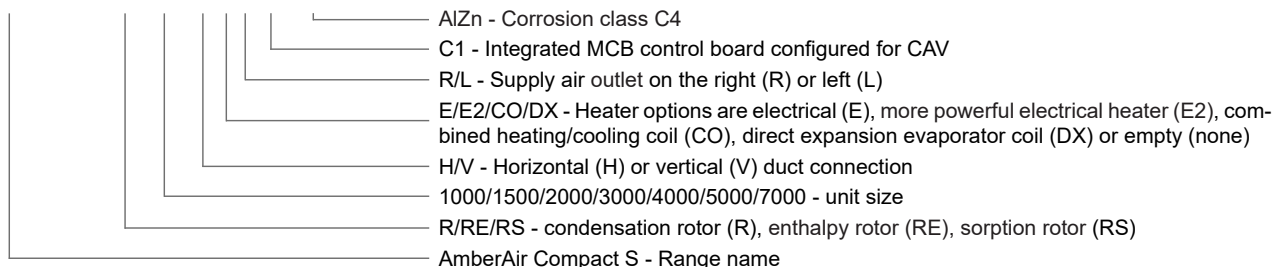 AlZn - Corrosion class C4
C1 - Integrated MCB control board configured for CAV
R/L - Supply air outlet on the right (R) or left (L)
E/E2/CO/DX - Heater options are electrical (E), more powerful electrical heater (E2), com-
bined heating/cooling coil (CO), direct expansion evaporator coil (DX) or empty (none)
H/V - Horizontal (H) or vertical (V) duct connection
1000/1500/2000/3000/4000/5000/7000 - unit size
R/RE/RS - condensation rotor (R), enthalpy rotor (RE), sorption rotor (RS)
AmberAir Compact S - Range name